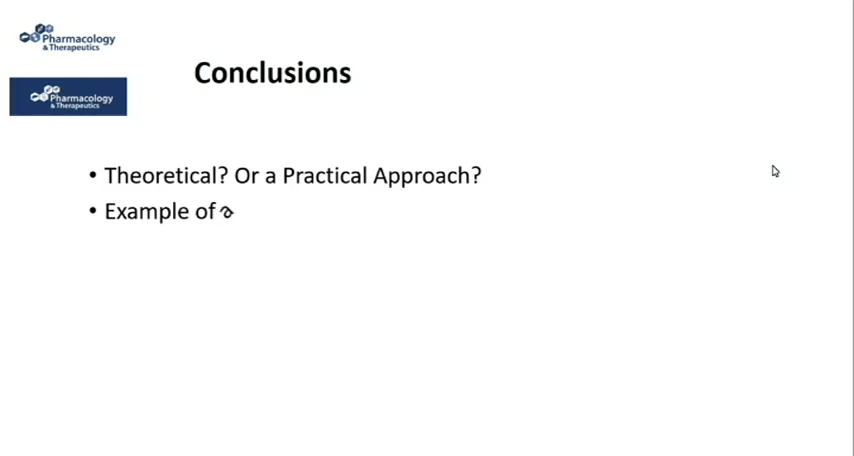 Pharmacology
& Therapeutics
Pharmacology
& Therapeutics
Conclusions
• Theoretical? Or a Practical Approach?
• Example of